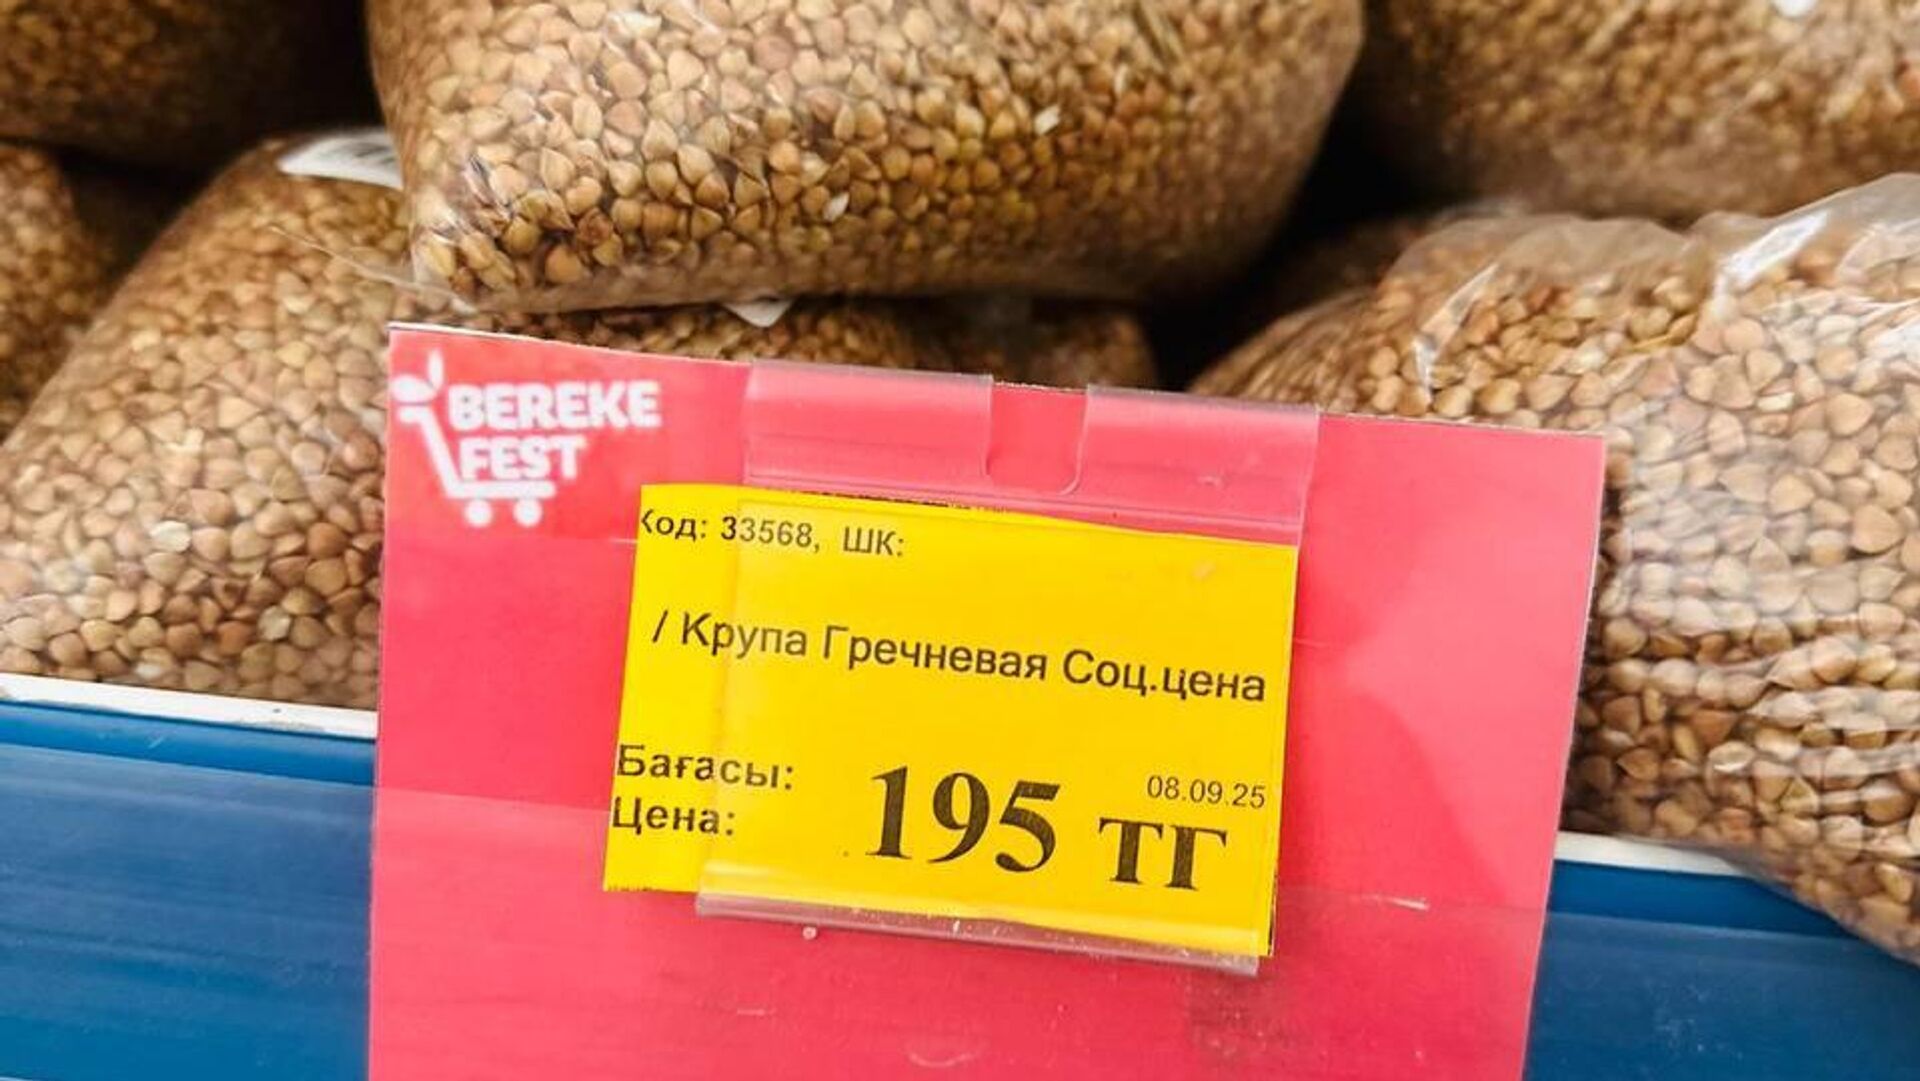 BEREKE
FEST
Код: 33568, ШК:
/ Крупа Гречневая Соц.цена
Бағасы:
Цена:
195 тг
08.09.25